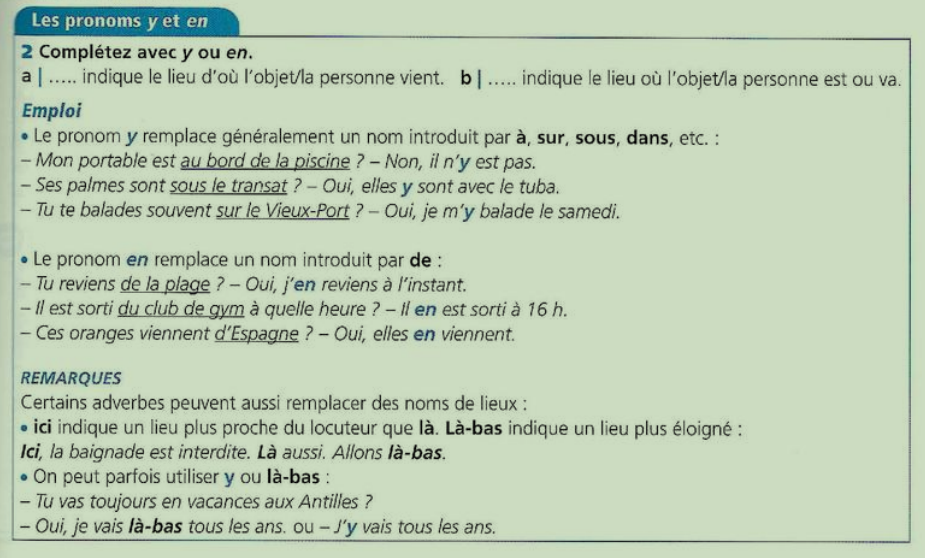 Les pronoms y et en
2 Complétez avec y ou en.
a | ..... indique le lieu d'où l'objet/la personne vient. b | ..... indique le lieu où l'objet/la personne est ou va.
Emploi
• Le pronom y remplace généralement un nom introduit par à, sur, sous, dans, etc. :
– Mon portable est au bord de la piscine ? – Non, il n'y est pas.
– Ses palmes sont sous le transat ? – Oui, elles y sont avec le tuba.
– Tu te balades souvent sur le Vieux-Port ? – Oui, je m'y balade le samedi.
• Le pronom en remplace un nom introduit par de :
– Tu reviens de la plage ? – Oui, j'en reviens à l'instant.
– Il est sorti du club de gym à quelle heure ? – Il en est sorti à 16 h.
– Ces oranges viennent d'Espagne ? – Oui, elles en viennent.
REMARQUES
Certains adverbes peuvent aussi remplacer des noms de lieux :
• ici indique un lieu plus proche du locuteur que là. Là-bas indique un lieu plus éloigné :
Ici, la baignade est interdite. Là aussi. Allons là-bas.
• On peut parfois utiliser y ou là-bas :
– Tu vas toujours en vacances aux Antilles ?
– Oui, je vais là-bas tous les ans. ou – J'y vais tous les ans.